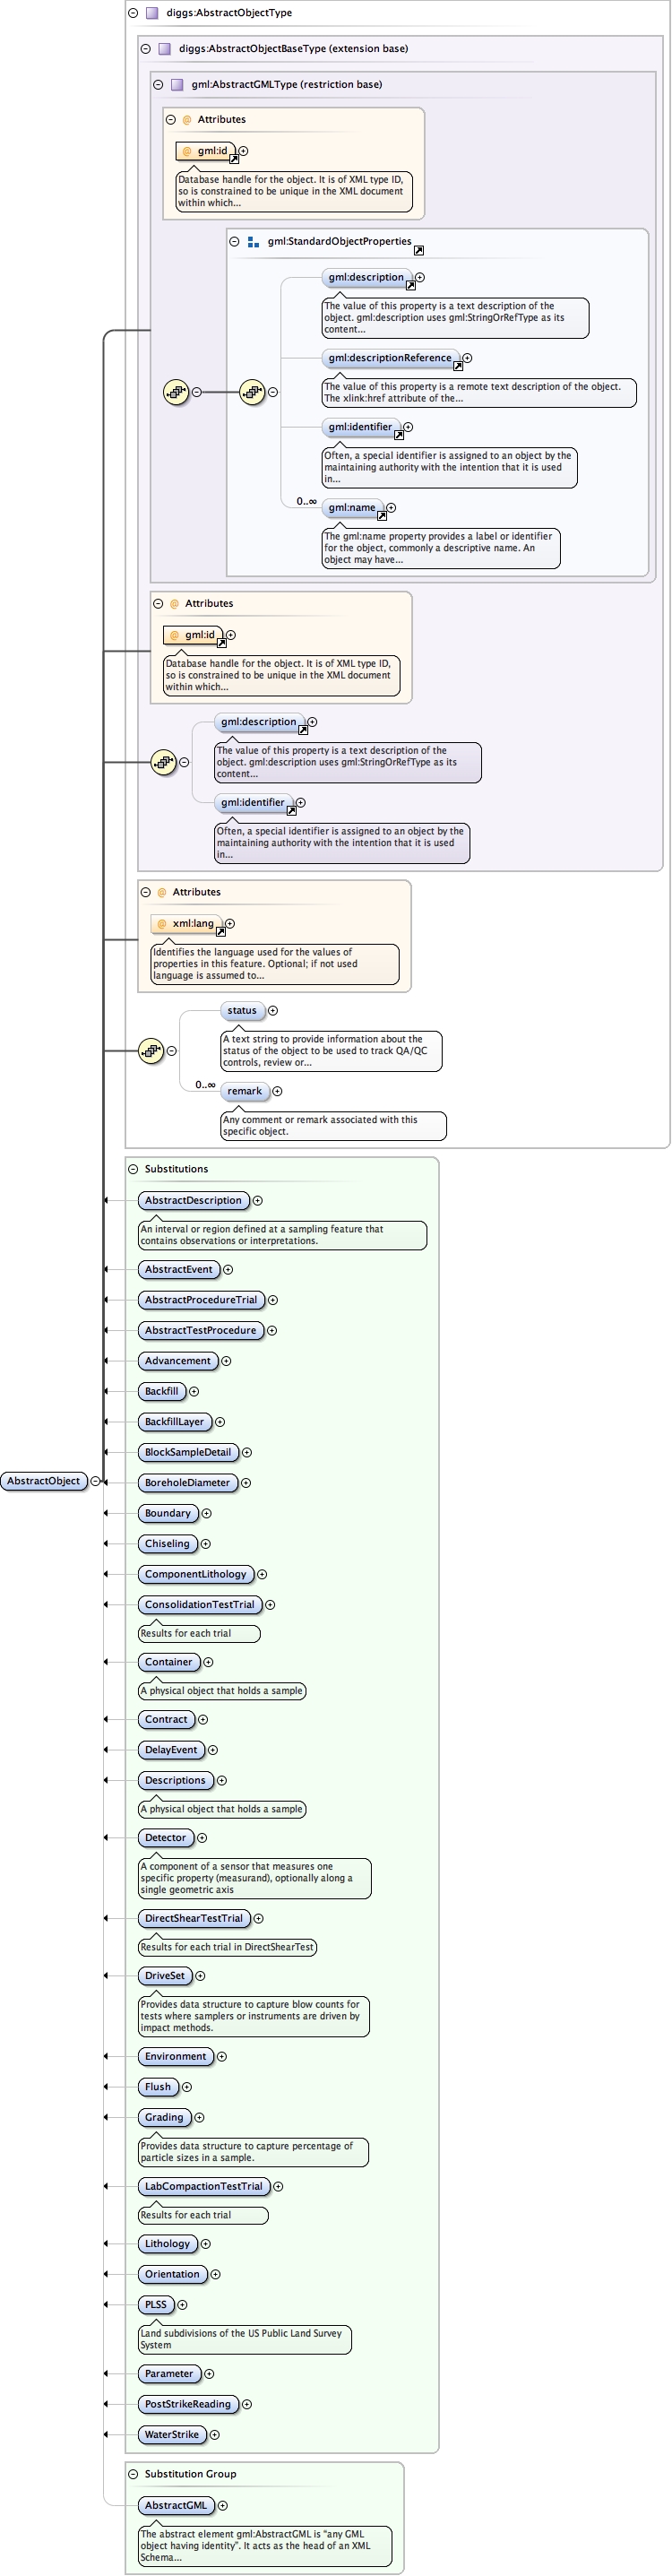 diggs:AbstractObjectType
diggs:AbstractObjectBaseType (extension base)
gml:AbstractGMLType (restriction base)
@ Attributes
@ gml:id
Database handle for the object. It is of XML type ID,
so is constrained to be unique in the XML document
within which...
gml:StandardObjectProperties
gml:description
The value of this property is a text description of the
object. gml:description uses gml:StringOrRefType as its
content...
gml:descriptionReference
The value of this property is a remote text description of the object.
The xlink:href attribute of the...
gml:identifier
Often, a special identifier is assigned to an object by the
maintaining authority with the intention that it is used
in...
0..∞
gml:name
The gml:name property provides a label or identifier
for the object, commonly a descriptive name. An
object may have...
@ Attributes
@ gml:id
Database handle for the object. It is of XML type ID,
so is constrained to be unique in the XML document
within which...
gml:description
The value of this property is a text description of the
object. gml:description uses gml:StringOrRefType as its
content...
gml:identifier
Often, a special identifier is assigned to an object by the
maintaining authority with the intention that it is used
in...
@ Attributes
@ xml:lang
Identifies the language used for the values of
properties in this feature. Optional; if not used
language is assumed to...
status
A text string to provide information about the
status of the object to be used to track QA/QC
controls, review or...
0..∞
remark
Any comment or remark associated with this
specific object.
Substitutions
AbstractDescription
An interval or region defined at a sampling feature that
contains observations or interpretations.
AbstractEvent
AbstractProcedureTrial
AbstractTestProcedure
Advancement
Backfill
BackfillLayer
BlockSampleDetail
AbstractObject
BoreholeDiameter
Boundary
Chiseling
ComponentLithology
ConsolidationTestTrial
Results for each trial
Container
A physical object that holds a sample
Contract
DelayEvent
Descriptions
A physical object that holds a sample
Detector
A component of a sensor that measures one
specific property (measurand), optionally along a
single geometric axis
DirectShearTestTrial
Results for each trial in DirectShearTest
DriveSet
Provides data structure to capture blow counts for
tests where samplers or instruments are driven by
impact methods.
Environment
Flush
Grading
Provides data structure to capture percentage of
particle sizes in a sample.
LabCompactionTestTrial
Results for each trial
Lithology
Orientation
PLSS
Land subdivisions of the US Public Land Survey
System
Parameter
PostStrikeReading
WaterStrike
Substitution Group
AbstractGML
The abstract element gml:AbstractGML is "any GML
object having identity". It acts as the head of an XML
Schema...